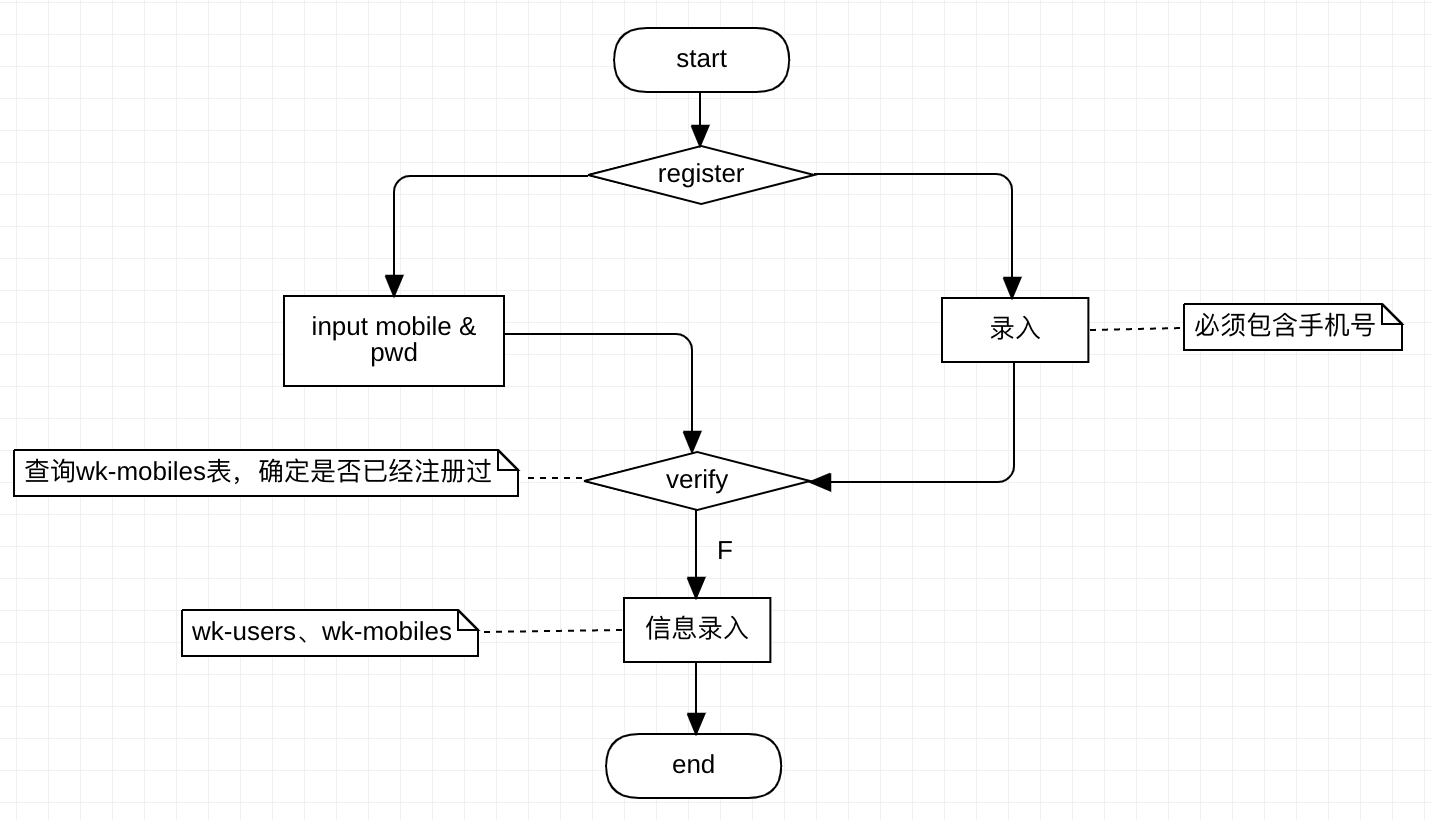 start
register
input mobile &
pwd
录入
必须包含手机号
查询wk-mobiles表，确定是否已经注册过
verify
F
wk-users、wk-mobiles
信息录入
end